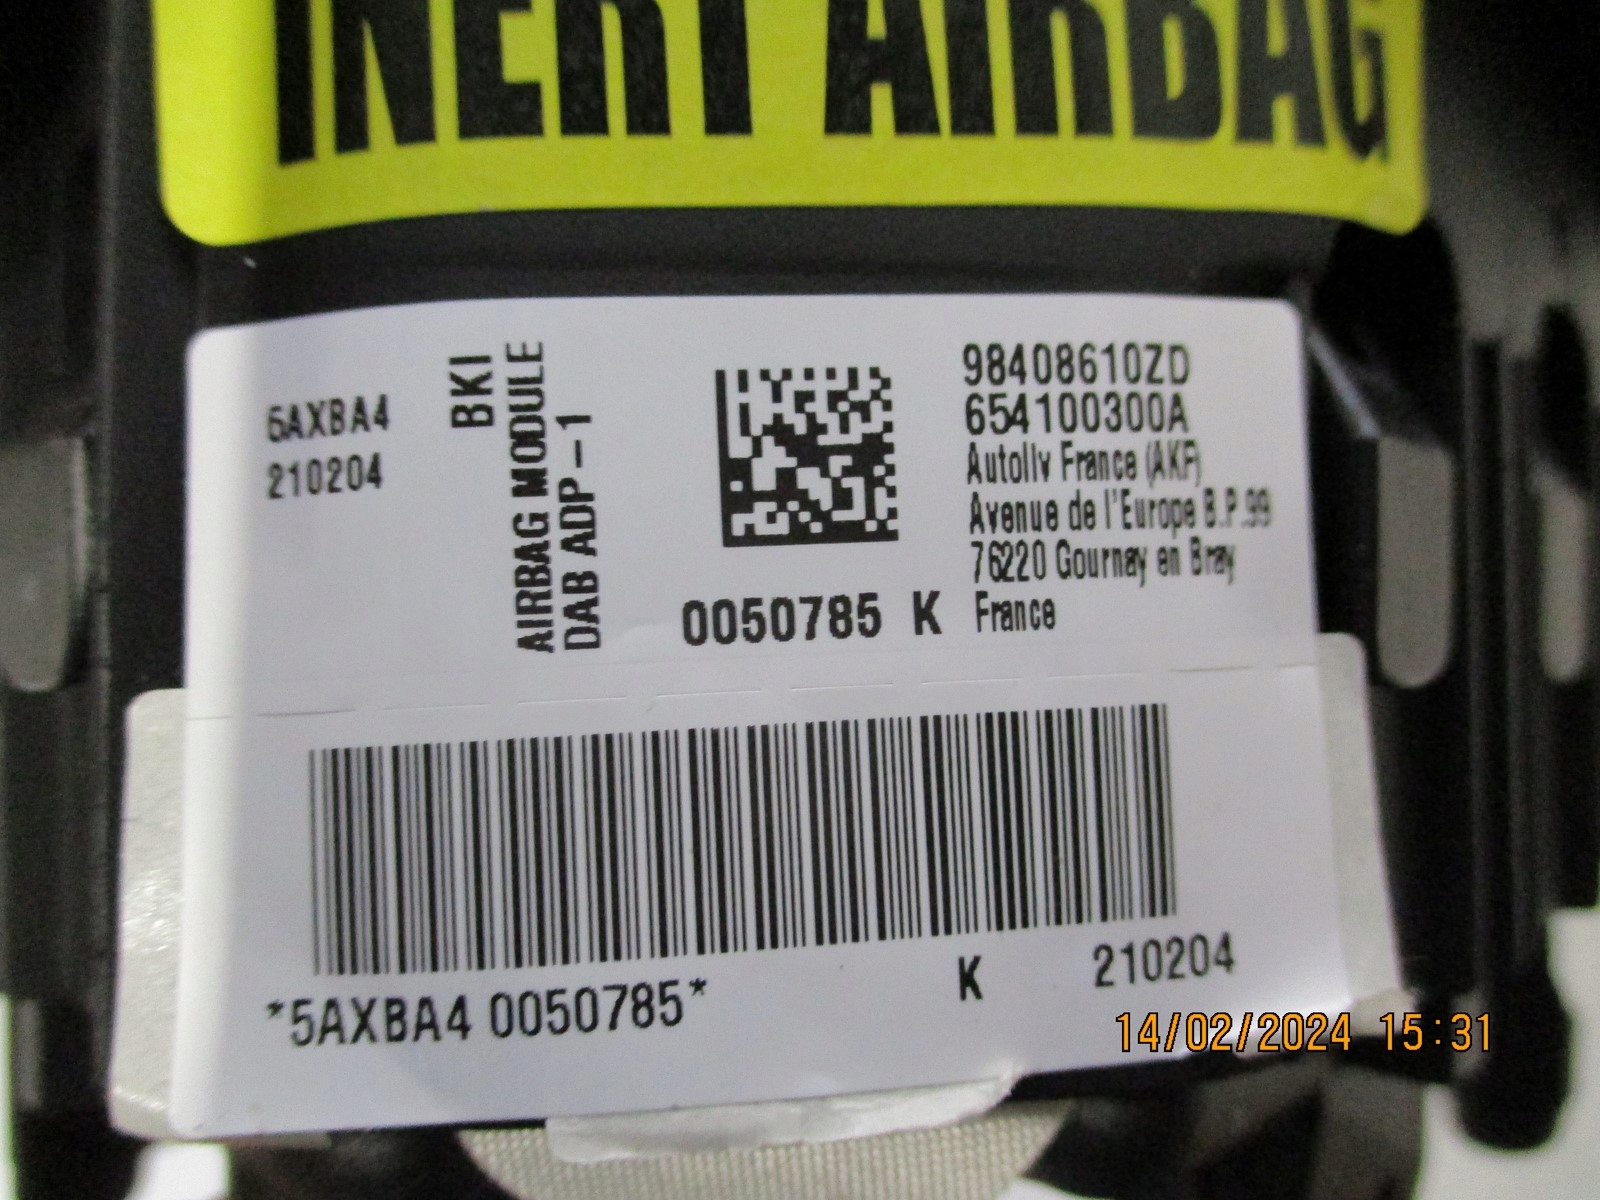 INERT AIRBAG
5AXBA4
210204
BKI
AIRBAG MODULE
DAB ADP-1
98408610ZD
654100300A
Autoliv France (AKF)
Avenue de l'Europe B.P.99
76220 Gournay en Bray
France
0050785 K
*5AXBA4 0050785*
K
210204
14/02/2024 15:31